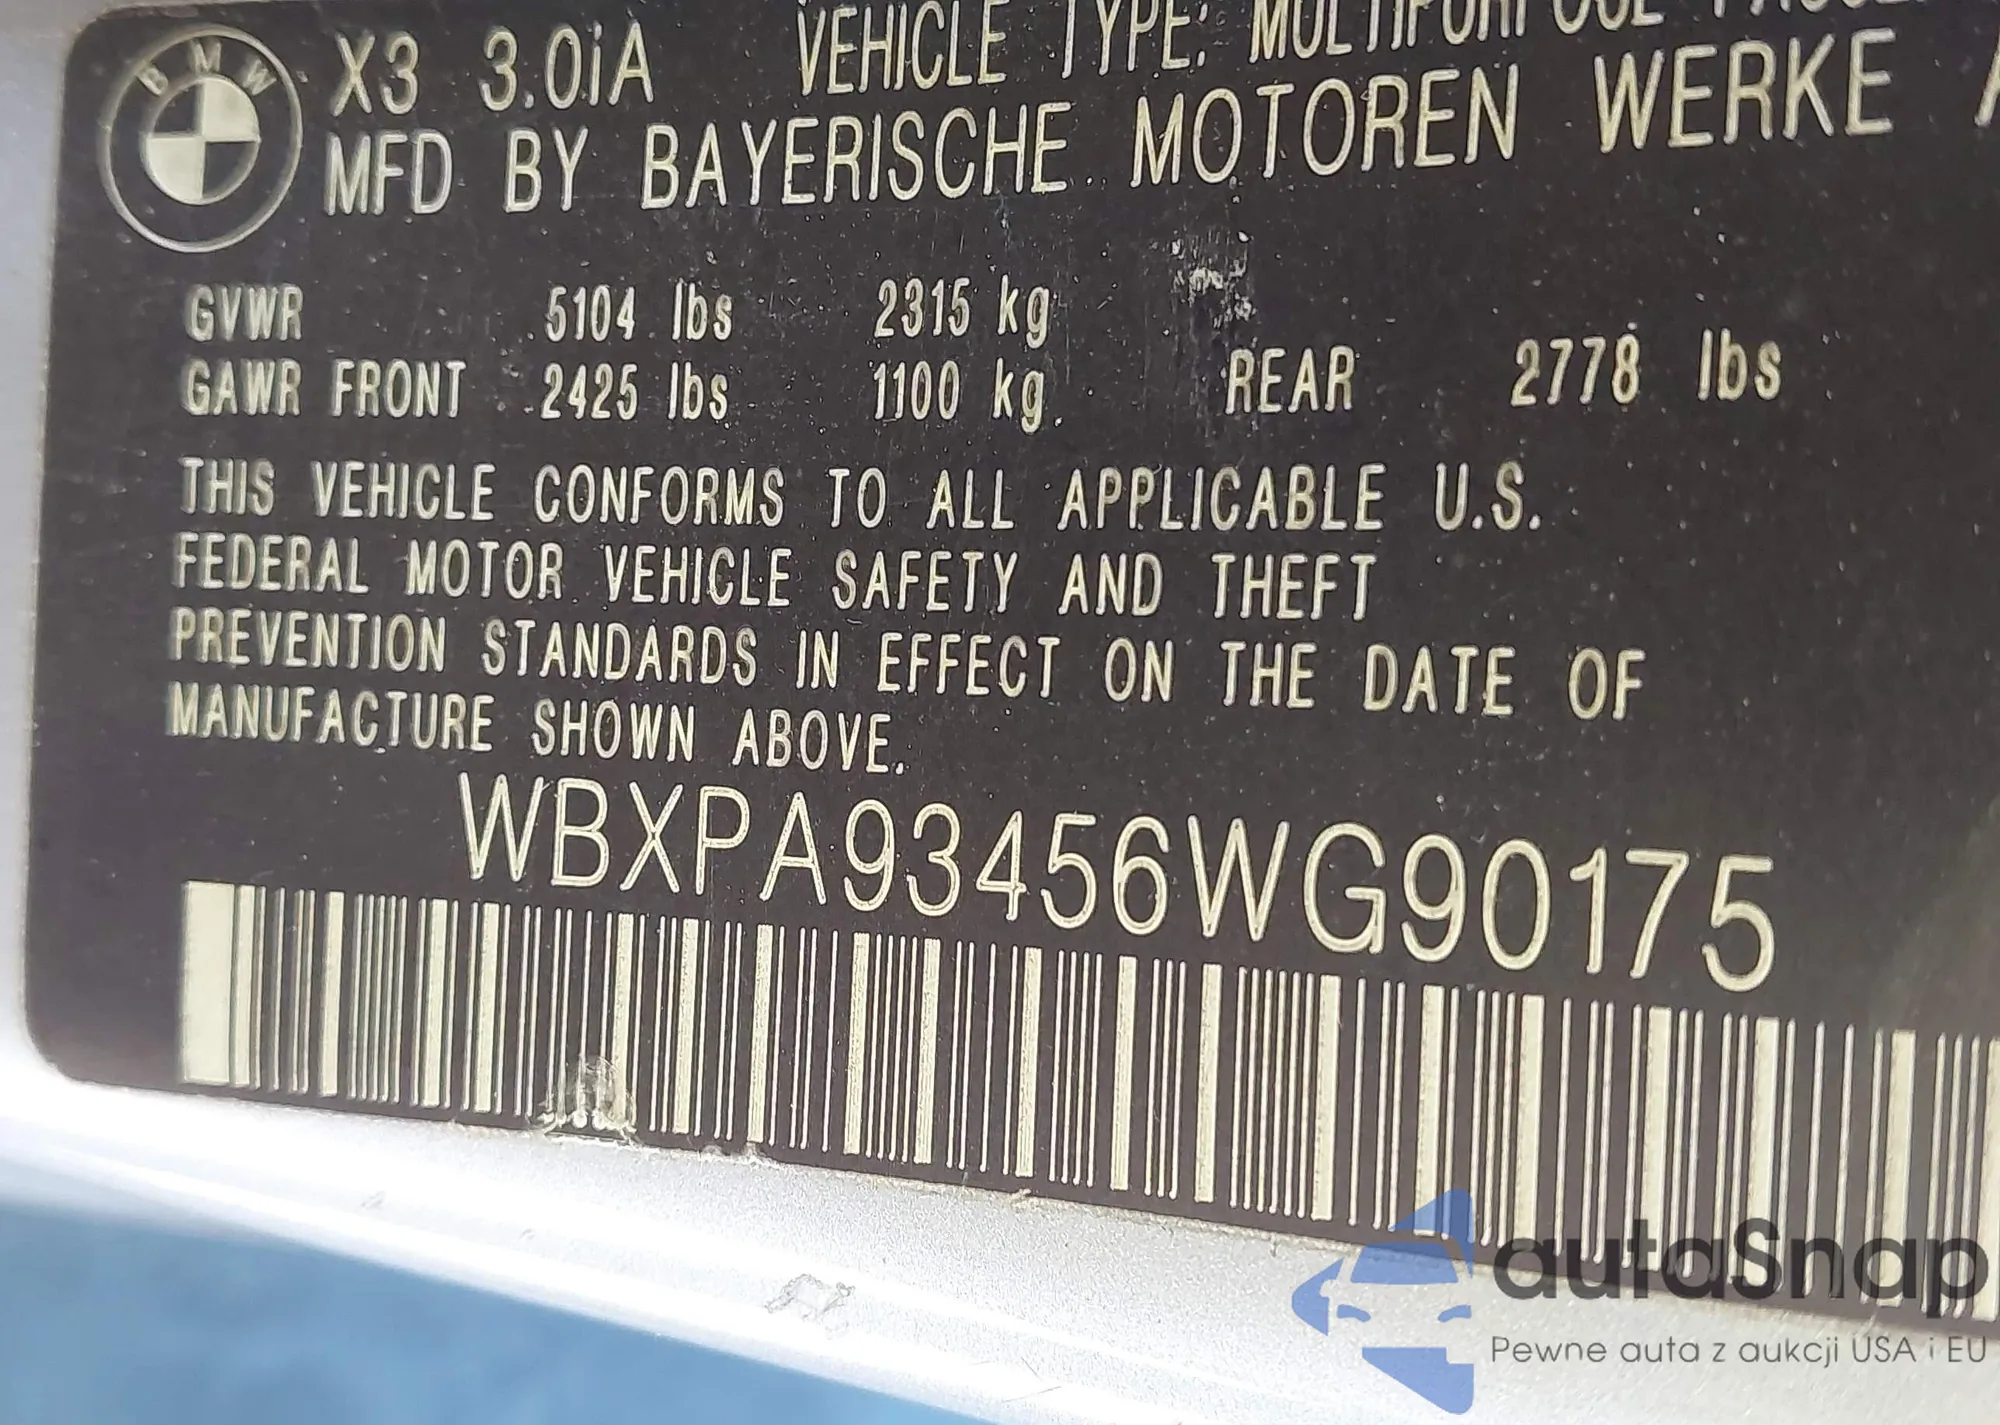 BMW
X3 3.0iA VEHICLE TYPE: MULTIPURPOSE
MFD BY BAYERISCHE MOTOREN WERKE
GVWR 5104 lbs 2315 kg
GAWR FRONT 2425 lbs 1100 kg REAR 2778 lbs
THIS VEHICLE CONFORMS TO ALL APPLICABLE U.S.
FEDERAL MOTOR VEHICLE SAFETY AND THEFT
PREVENTION STANDARDS IN EFFECT ON THE DATE OF
MANUFACTURE SHOWN ABOVE.
WBXPA93456WG90175
autaSnap
Pewne auta z aukcji USA i EU